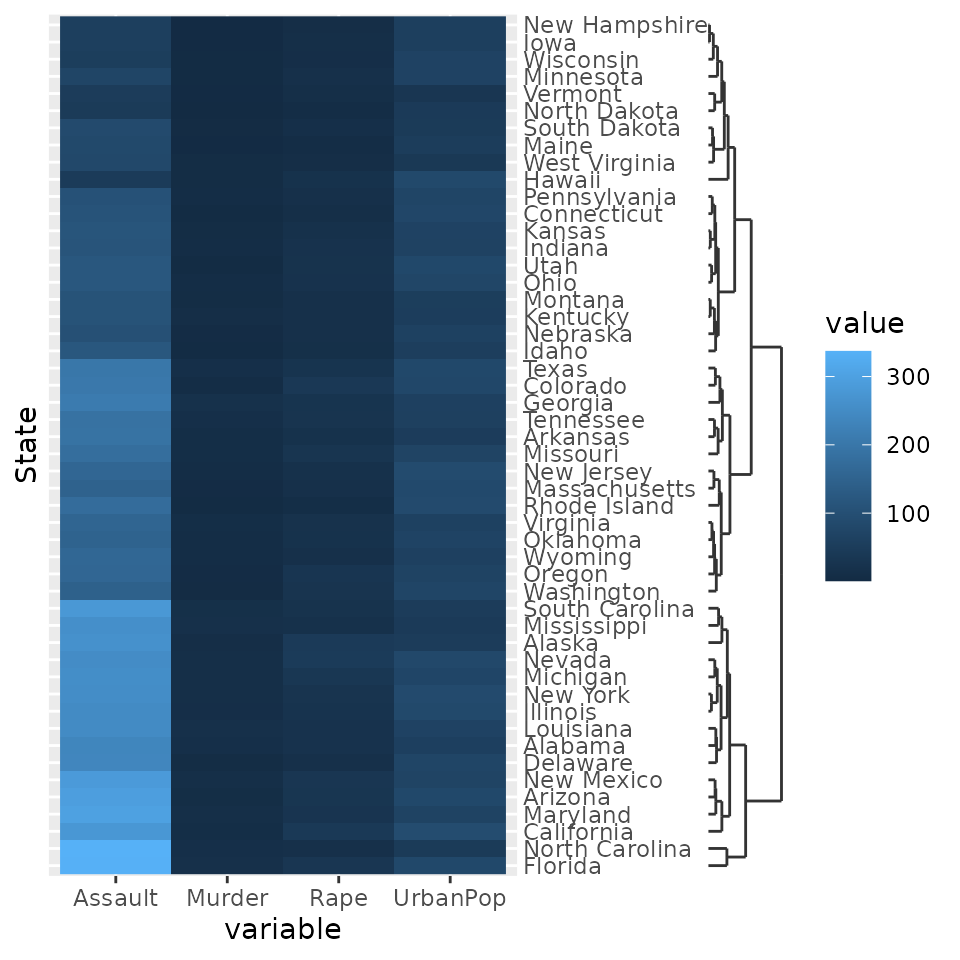 New Hampshire
Iowa
Wisconsin
Minnesota
Vermont
North Dakota
South Dakota
Maine
West Virginia
Hawaii
Pennsylvania
Connecticut
Kansas
Indiana
Utah
Ohio
Montana
Kentucky
Nebraska
Idaho
Texas
Colorado
Georgia
Tennessee
Arkansas
Missouri
New Jersey
Massachusetts
Rhode Island
Virginia
Oklahoma
Wyoming
Oregon
Washington
South Carolina
Mississippi
Alaska
Nevada
Michigan
New York
Illinois
Louisiana
Alabama
Delaware
New Mexico
Arizona
Maryland
California
North Carolina
Florida
State
Assault Murder Rape UrbanPop
variable
value
300
200
100